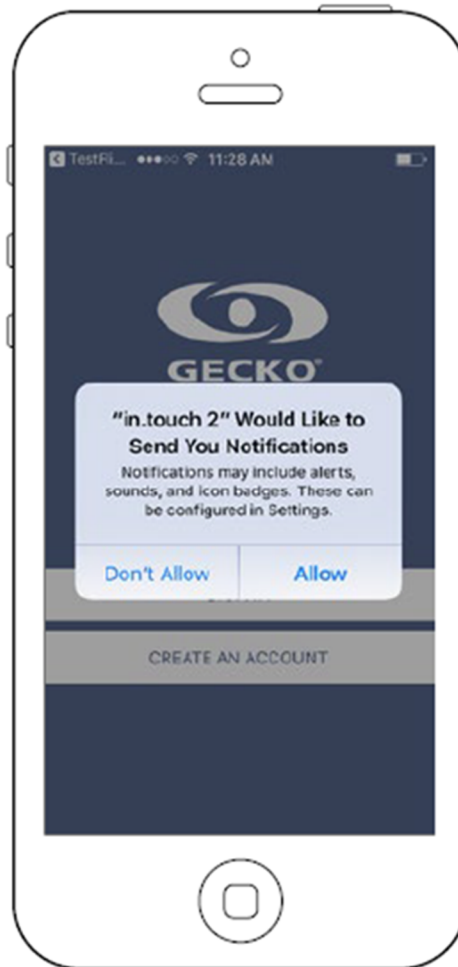 TestFli... 11:28 AM
GECKO®
"in.touch 2" Would Like to
Send You Notifications
Notifications may include alerts,
sounds, and icon badges. These can
be configured in Settings.
Don't Allow Allow
CREATE AN ACCOUNT